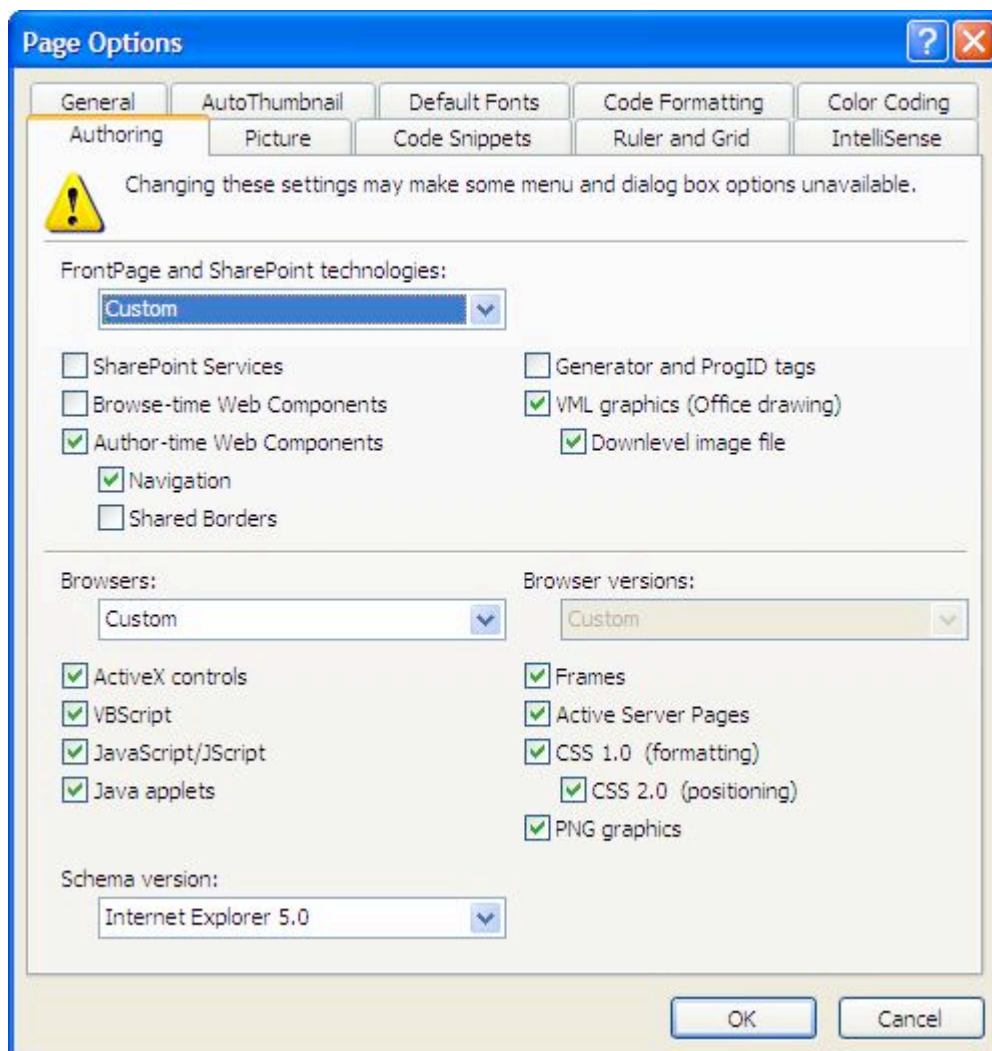 Page Options
General AutoThumbnail Default Fonts Code Formatting Color Coding
Authoring Picture Code Snippets Ruler and Grid IntelliSense
Changing these settings may make some menu and dialog box options unavailable.
FrontPage and SharePoint technologies:
Custom
SharePoint Services Generator and ProgID tags
Browse-time Web Components VML graphics (Office drawing)
Author-time Web Components Downlevel image file
Navigation
Shared Borders
Browsers: Browser versions:
Custom Custom
ActiveX controls Frames
VBScript Active Server Pages
JavaScript/JScript CSS 1.0 (formatting)
Java applets CSS 2.0 (positioning)
PNG graphics
Schema version:
Internet Explorer 5.0
OK Cancel